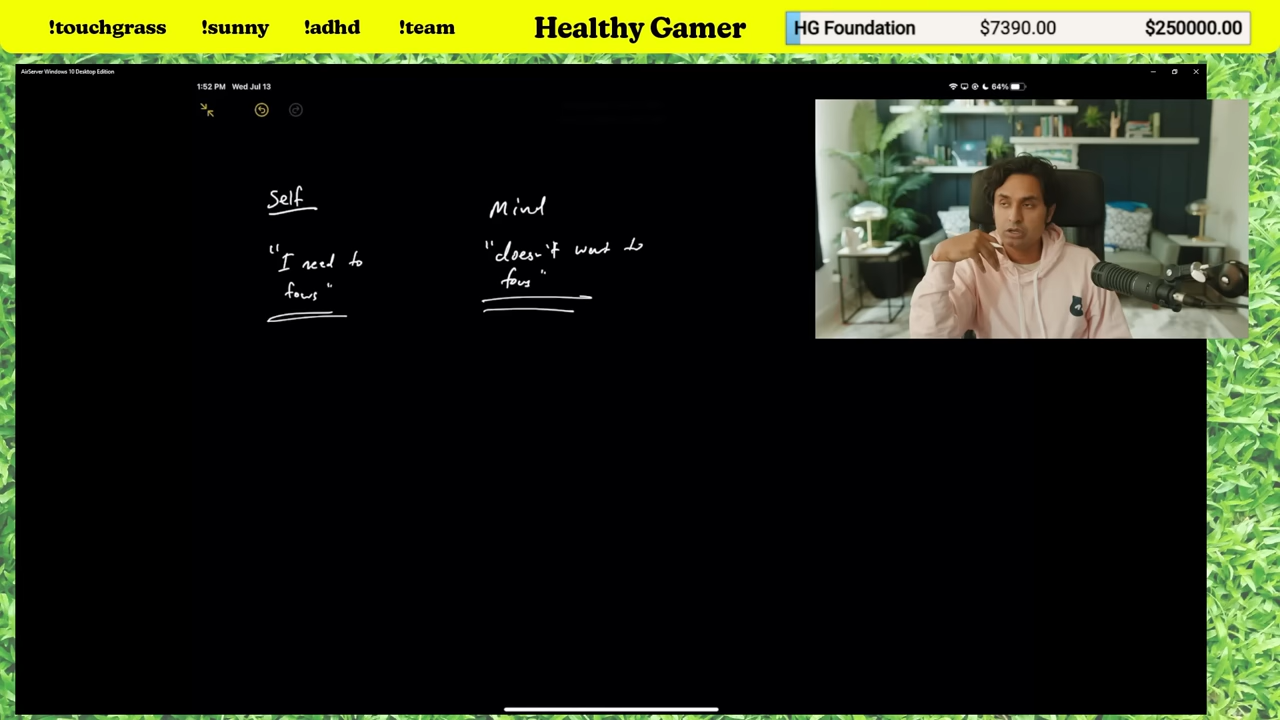 !touchgrass !sunny !adhd !team Healthy Gamer HG Foundation $7390.00 $250000.00
AirServer Windows 10 Desktop Edition
1:52 PM Wed Jul 13 64%
Self
Mind
"I need to
focus"
"doesn't want to
focus"